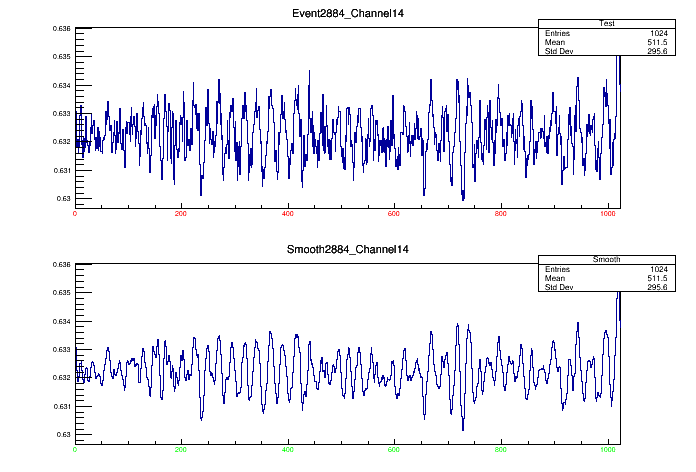 Event2884_Channel14
Test
Entries 1024
Mean 511.5
Std Dev 295.6
0.636
0.635
0.634
0.633
0.632
0.631
0.63
0 200 400 600 800 1000
Smooth2884_Channel14
Smooth
Entries 1024
Mean 511.5
Std Dev 295.6
0.636
0.635
0.634
0.633
0.632
0.631
0.63
0 200 400 600 800 1000